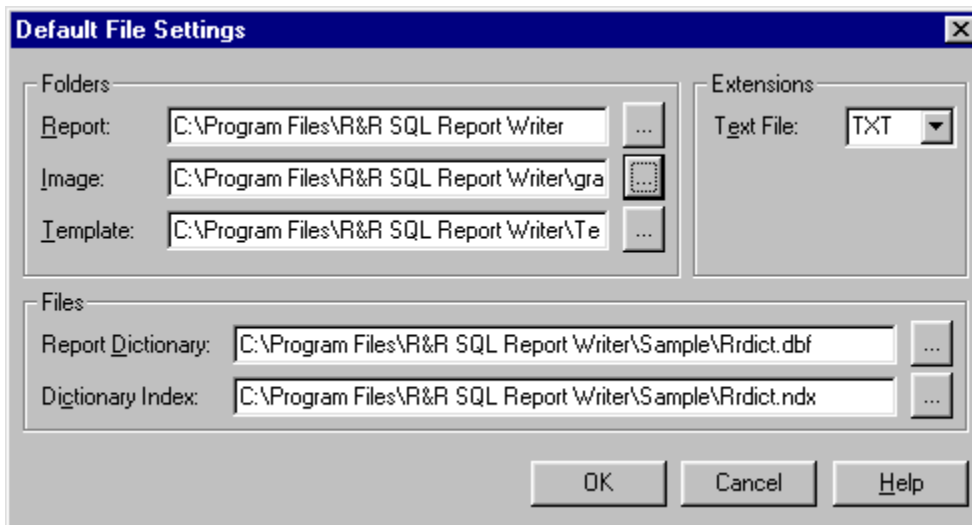 Default File Settings
Folders
Report: C:\Program Files\R&R SQL Report Writer ...
Image: C:\Program Files\R&R SQL Report Writer\gra ...
Template: C:\Program Files\R&R SQL Report Writer\Te ...
Extensions
Text File: TXT
Files
Report Dictionary: C:\Program Files\R&R SQL Report Writer\Sample\Rrdict.dbf ...
Dictionary Index: C:\Program Files\R&R SQL Report Writer\Sample\Rrdict.ndx ...
OK Cancel Help